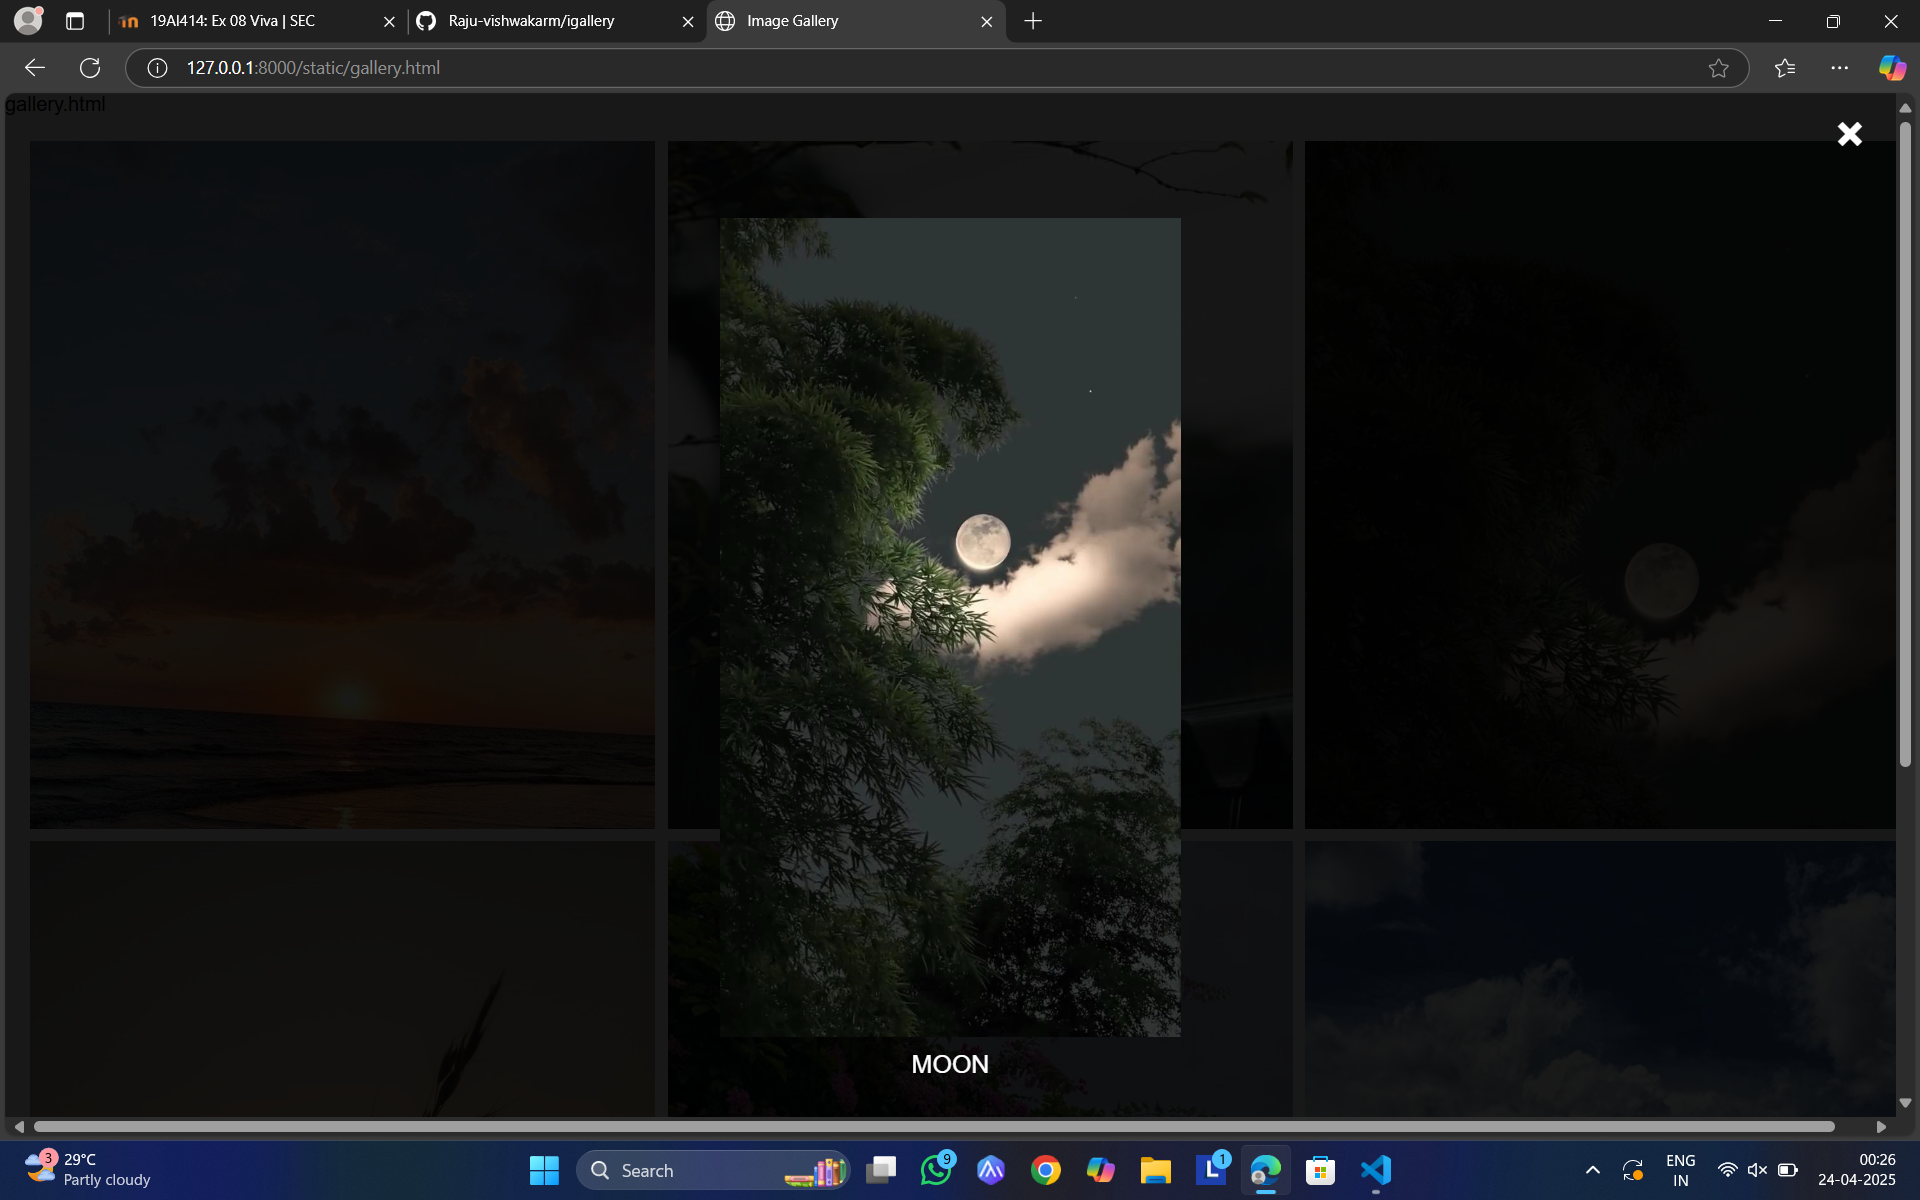 19AI414: Ex 08 Viva | SEC
Raju-vishwakarm/igallery
Image Gallery
127.0.0.1:8000/static/gallery.html
gallery.html
MOON
3
29°C
Partly cloudy
Search
9
L
1
ENG
IN
00:26
24-04-2025